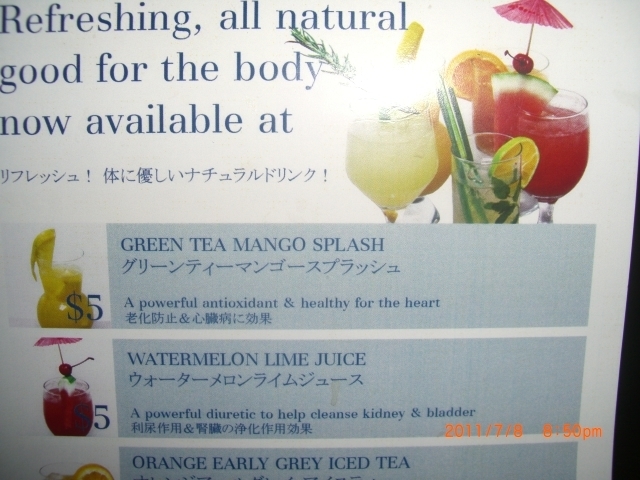 Refreshing, all natural
good for the body
now available at
リフレッシュ! 体に優しいナチュラルドリンク!
GREEN TEA MANGO SPLASH
グリーンティーマンゴースプラッシュ
$5
A powerful antioxidant & healthy for the heart
老化防止&心臓病に効果
WATERMELON LIME JUICE
ウォーターメロンライムジュース
$5
A powerful diuretic to help cleanse kidney & bladder
利尿作用&腎臓の浄化作用効果
2011/7/8 8:50pm
ORANGE EARLY GREY ICED TEA